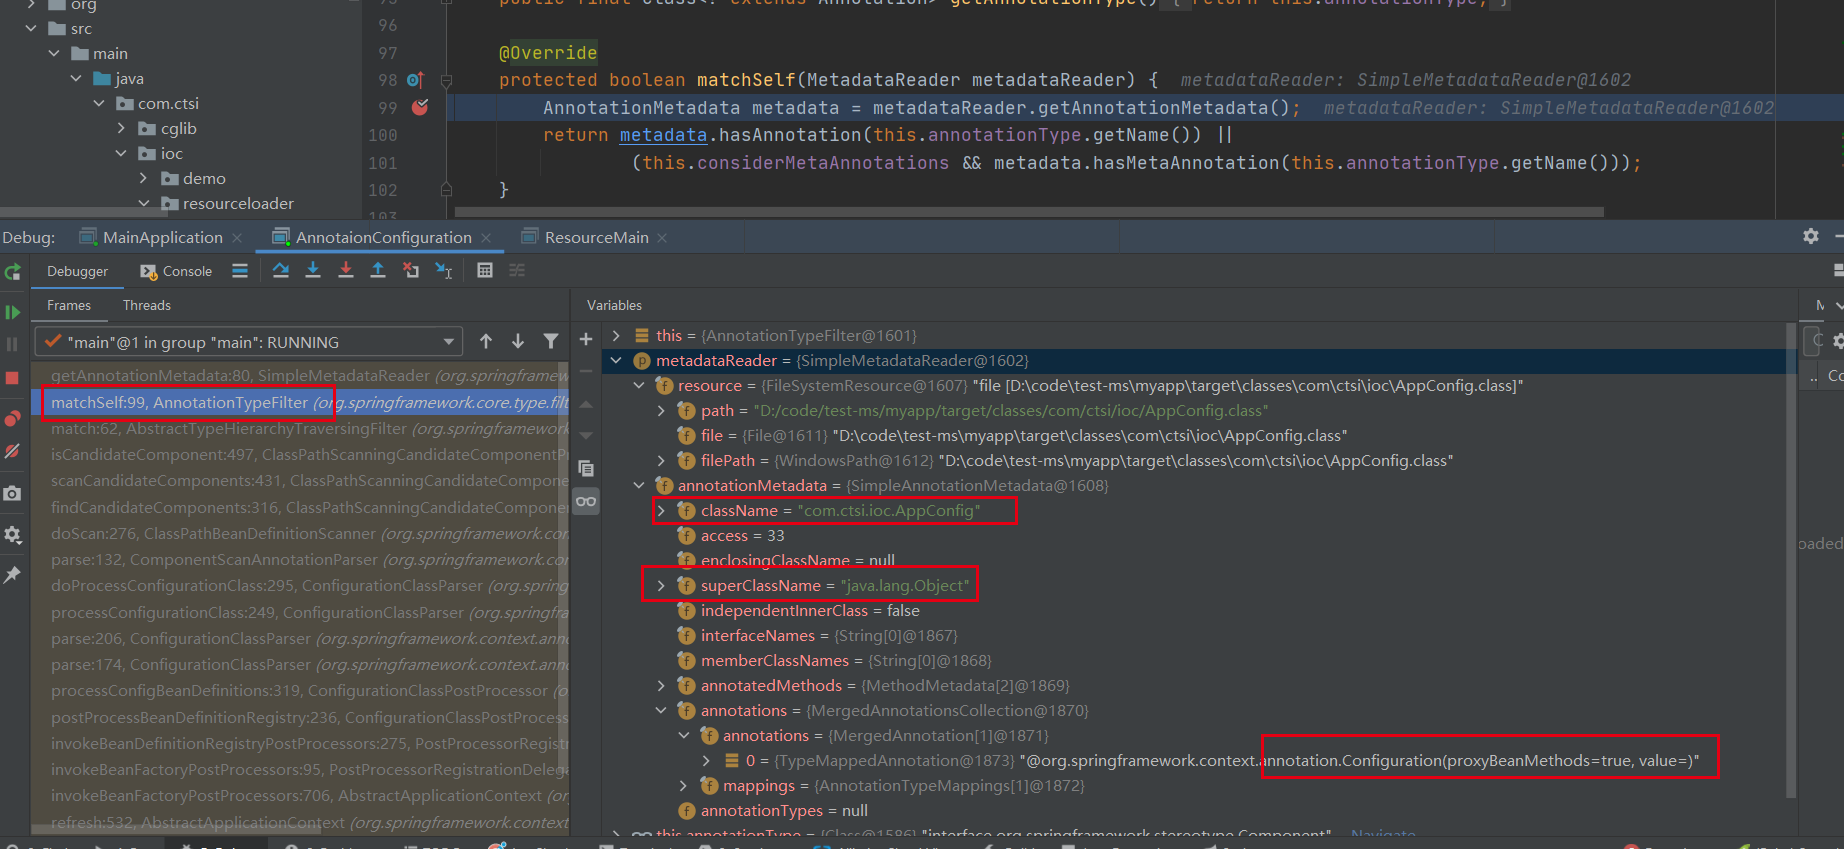 org
src
main
java
com.ctsi
cglib
ioc
demo
resourceloader
96
97 @Override
98 protected boolean matchSelf(MetadataReader metadataReader) { metadataReader: SimpleMetadataReader@1602
99 AnnotationMetadata metadata = metadataReader.getAnnotationMetadata(); metadataReader: SimpleMetadataReader@1602
100 return metadata.hasAnnotation(this.annotationType.getName()) ||
101 (this.considerMetaAnnotations && metadata.hasMetaAnnotation(this.annotationType.getName()));
102 }
103
Debug: MainApplication AnnotaionConfiguration ResourceMain
Debugger Console
Frames Threads
"main"@1 in group "main": RUNNING
getAnnotationMetadata:80, SimpleMetadataReader (org.springframew
matchSelf:99, AnnotationTypeFilter (org.springframework.core.type.filt
match:62, AbstractTypeHierarchyTraversingFilter (org.springframework.
isCandidateComponent:497, ClassPathScanningCandidateComponentP
scanCandidateComponents:431, ClassPathScanningCandidateCompone
findCandidateComponents:316, ClassPathScanningCandidateCompone
doScan:276, ClassPathBeanDefinitionScanner (org.springframework.co
parse:132, ComponentScanAnnotationParser (org.springframework.con
doProcessConfigurationClass:295, ConfigurationClassParser (org.spring
processConfigurationClass:249, ConfigurationClassParser (org.springfra
parse:206, ConfigurationClassParser (org.springframework.context.anno
parse:174, ConfigurationClassParser (org.springframework.context.anno
processConfigBeanDefinitions:319, ConfigurationClassPostProcessor (o
postProcessBeanDefinitionRegistry:236, ConfigurationClassPostProcess
invokeBeanDefinitionRegistryPostProcessors:275, PostProcessorRegistr
invokeBeanFactoryPostProcessors:95, PostProcessorRegistrationDelega
invokeBeanFactoryPostProcessors:706, AbstractApplicationContext (org
refresh:532, AbstractApplicationContext (org.springframework.context
Variables
this = {AnnotationTypeFilter@1601}
metadataReader = {SimpleMetadataReader@1602}
resource = {FileSystemResource@1607} "file [D:\code\test-ms\myapp\target\classes\com\ctsi\ioc\AppConfig.class]"
path = "D:/code/test-ms/myapp/target/classes/com/ctsi/ioc/AppConfig.class"
file = {File@1611} "D:\code\test-ms\myapp\target\classes\com\ctsi\ioc\AppConfig.class"
filePath = {WindowsPath@1612} "D:\code\test-ms\myapp\target\classes\com\ctsi\ioc\AppConfig.class"
annotationMetadata = {SimpleAnnotationMetadata@1608}
className = "com.ctsi.ioc.AppConfig"
access = 33
enclosingClassName = null
superClassName = "java.lang.Object"
independentInnerClass = false
interfaceNames = {String[0]@1867}
memberClassNames = {String[0]@1868}
annotatedMethods = {MethodMetadata[2]@1869}
annotations = {MergedAnnotationsCollection@1870}
annotations = {MergedAnnotation[1]@1871}
0 = {TypeMappedAnnotation@1873} "@org.springframework.context.annotation.Configuration(proxyBeanMethods=true, value=)"
mappings = {AnnotationTypeMappings[1]@1872}
annotationTypes = null
this.annotationType = {Class@1586} "interface org.springframework.stereotype.Component" Navigate
M
.. Co
oaded